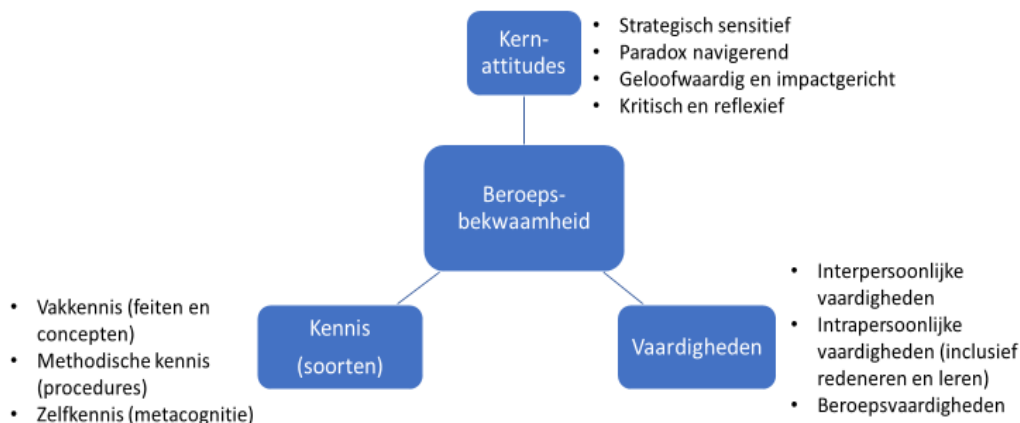 Kern-
attitudes
• Strategisch sensitief
• Paradox navigerend
• Geloofwaardig en impactgericht
• Kritisch en reflexief
Beroeps-
bekwaamheid
• Vakkennis (feiten en
concepten)
• Methodische kennis
(procedures)
• Zelfkennis (metacognitie)
Kennis
(soorten)
Vaardigheden
• Interpersoonlijke
vaardigheden
• Intrapersoonlijke
vaardigheden (inclusief
redeneren en leren)
• Beroepsvaardigheden